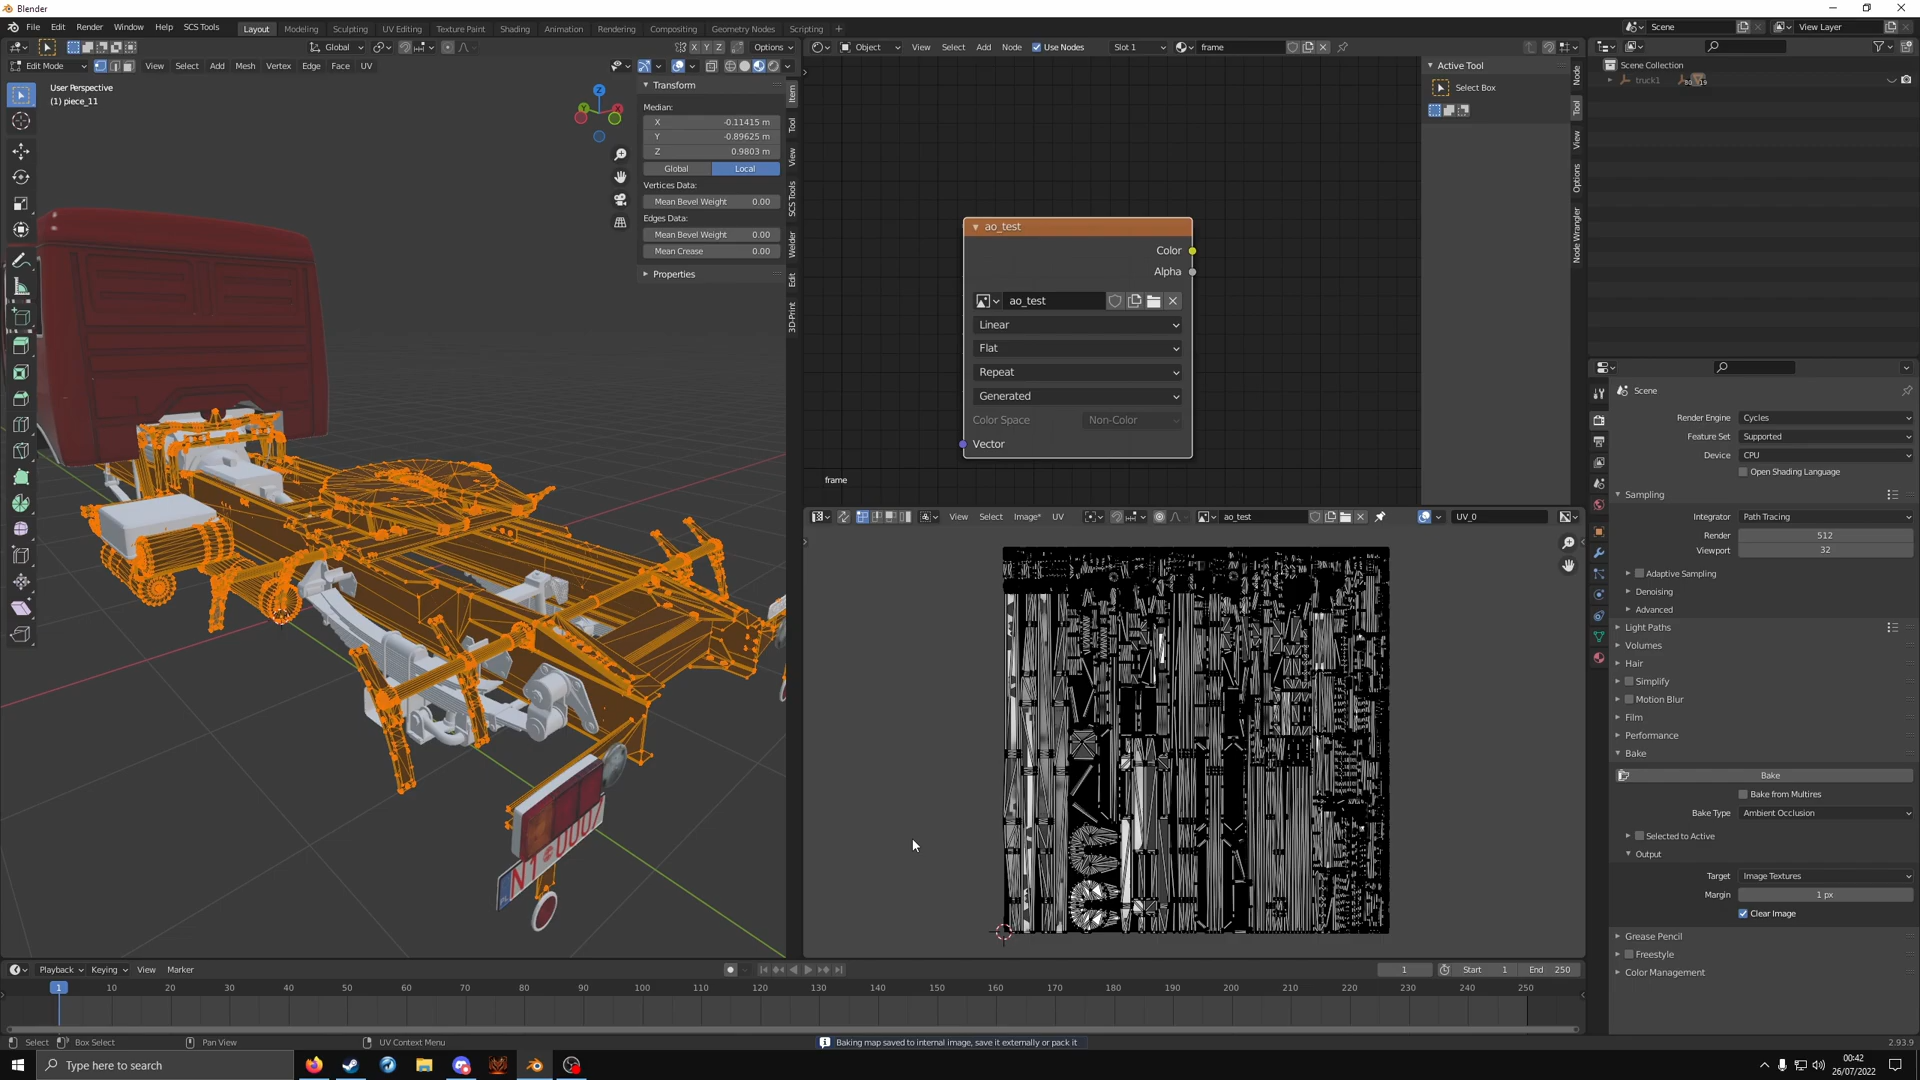 Blender
File Edit Render Window Help SCS Tools Layout Modeling Sculpting UV Editing Texture Paint Shading Animation Rendering Compositing Geometry Nodes Scripting +
Scene View Layer
Global X Y Z Options
Object View Select Add Node Use Nodes Slot 1 frame
Edit Mode View Select Add Mesh Vertex Edge Face UV
User Perspective
(1) piece_11
Z
Y X
Transform
Median:
X -0.11415 m
Y -0.89625 m
Z 0.9803 m
Global Local
Vertices Data:
Mean Bevel Weight 0.00
Edges Data:
Mean Bevel Weight 0.00
Mean Crease 0.00
Properties
Item
Tool
View
SCS Tools
Welder
Edit
3D-Print
ao_test
Color
Alpha
ao_test
Linear
Flat
Repeat
Generated
Color Space Non-Color
Vector
frame
Active Tool
Select Box
Node
Tool
View
Options
Node Wrangler
Scene Collection
truck1
View Select Image* UV ao_test UV_0
Scene
Render Engine Cycles
Feature Set Supported
Device CPU
Open Shading Language
Sampling
Integrator Path Tracing
Render 512
Viewport 32
Adaptive Sampling
Denoising
Advanced
Light Paths
Volumes
Hair
Simplify
Motion Blur
Film
Performance
Bake
Bake
Bake from Multires
Bake Type Ambient Occlusion
Selected to Active
Output
Target Image Textures
Margin 1 px
Clear Image
Grease Pencil
Freestyle
Color Management
Playback Keying View Marker 1 Start 1 End 250
1 10 20 30 40 50 60 70 80 90 100 110 120 130 140 150 160 170 180 190 200 210 220 230 240 250
Select Box Select Pan View UV Context Menu Baking map saved to internal image, save it externally or pack it 2.93.9
Type here to search
00:42
26/07/2022